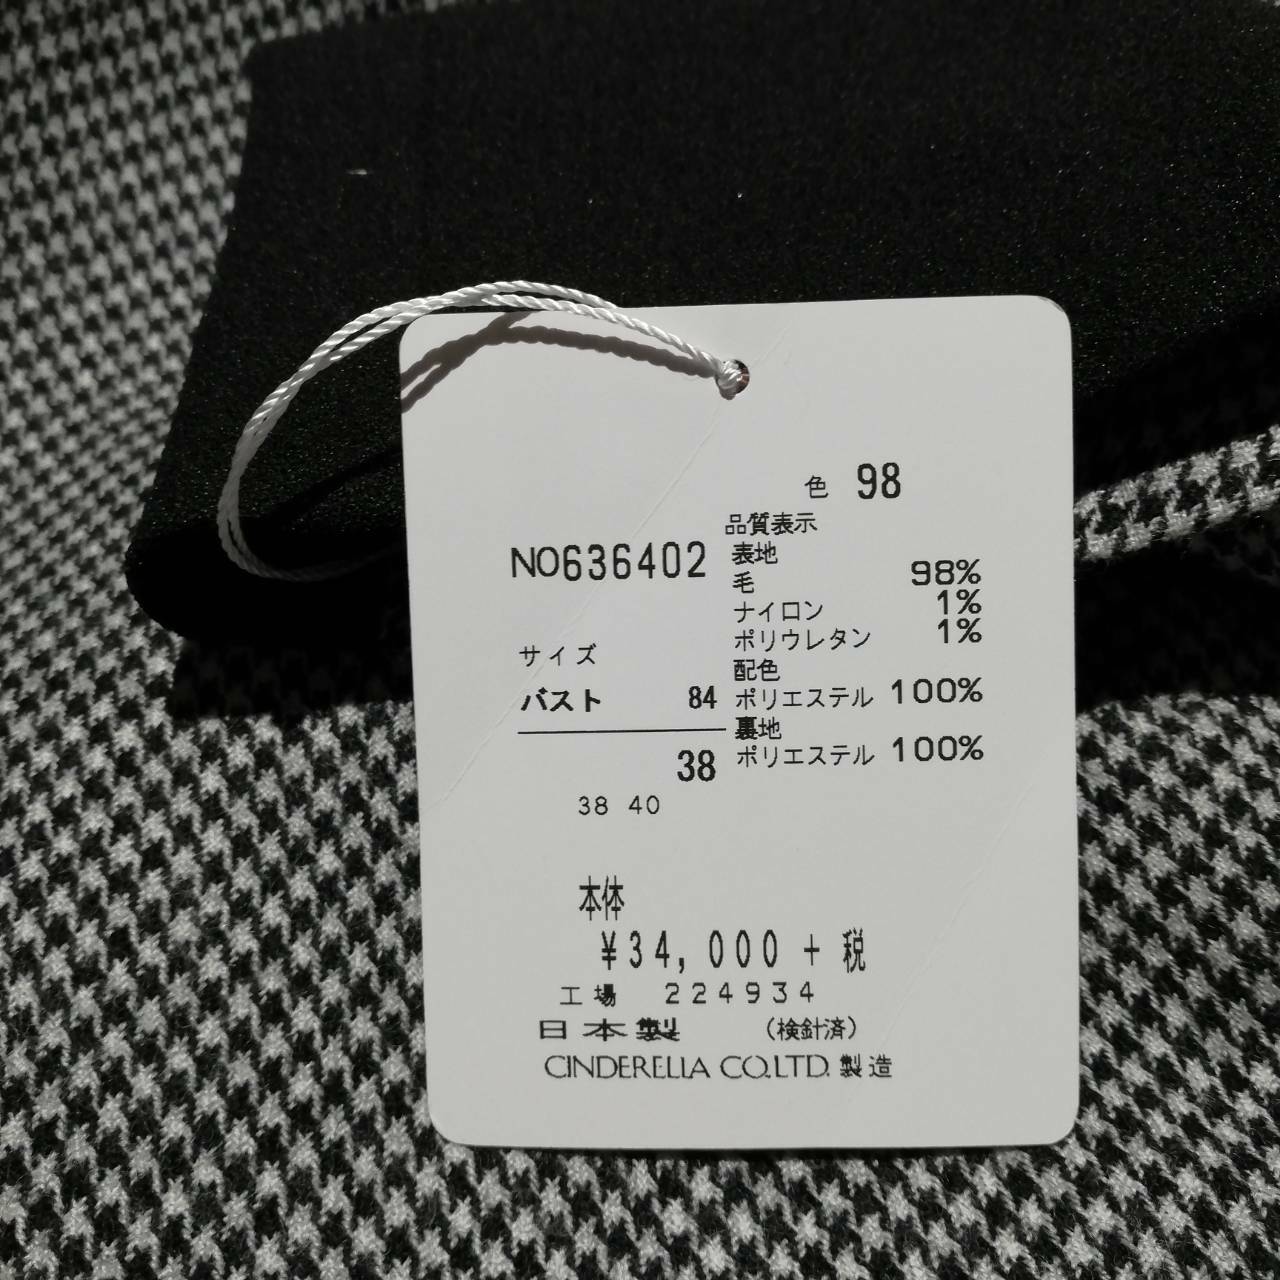 色 98
NO636402
品質表示
表地
毛 98%
ナイロン 1%
ポリウレタン 1%
配色
ポリエステル 100%
裏地
ポリエステル 100%
サイズ
バスト 84
38
38 40
本体
¥34,000 + 税
工場 224934
日本製 (検針済)
CINDERELLA CO.LTD. 製造